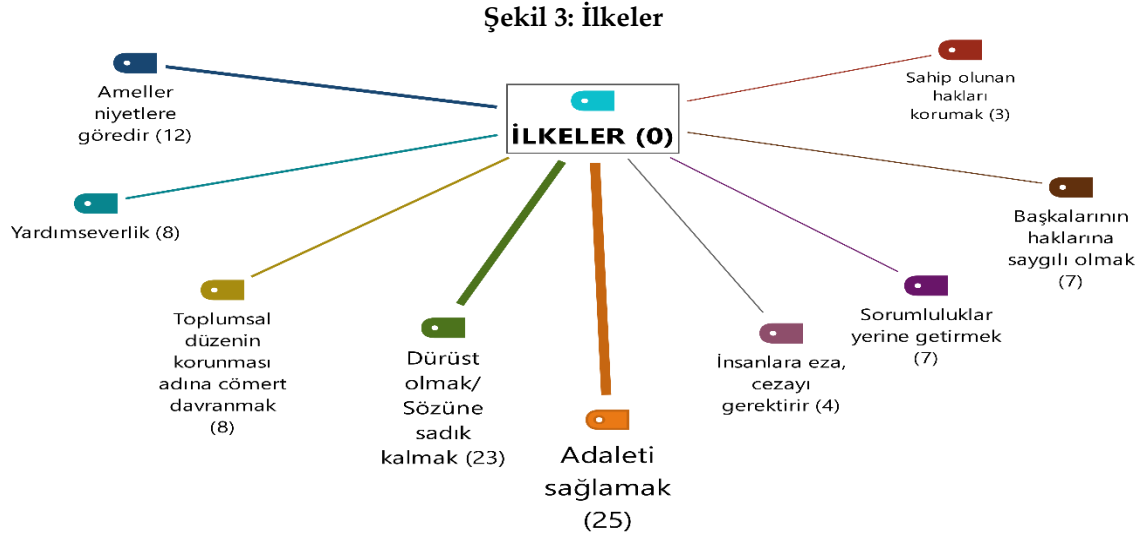 Şekil 3: İlkeler
İLKELER (0)
Ameller
niyetlere
göredir (12)
Yardımseverlik (8)
Toplumsal
düzenin
korunması
adına cömert
davranmak
(8)
Dürüst
olmak/
Sözüne
sadık
kalmak (23)
Adaleti
sağlamak
(25)
İnsanlara eza,
cezayı
gerektirir (4)
Sorumluluklar
yerine getirmek
(7)
Başkalarının
haklarına
saygılı olmak
(7)
Sahip olunan
hakları
korumak (3)